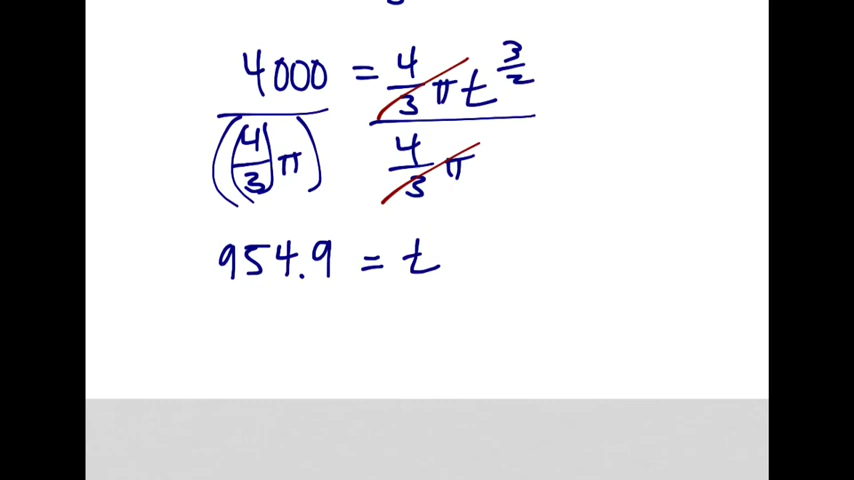 4000 = 4/3 π t^3/2
((4/3) π) 4/3 π
954.9 = t